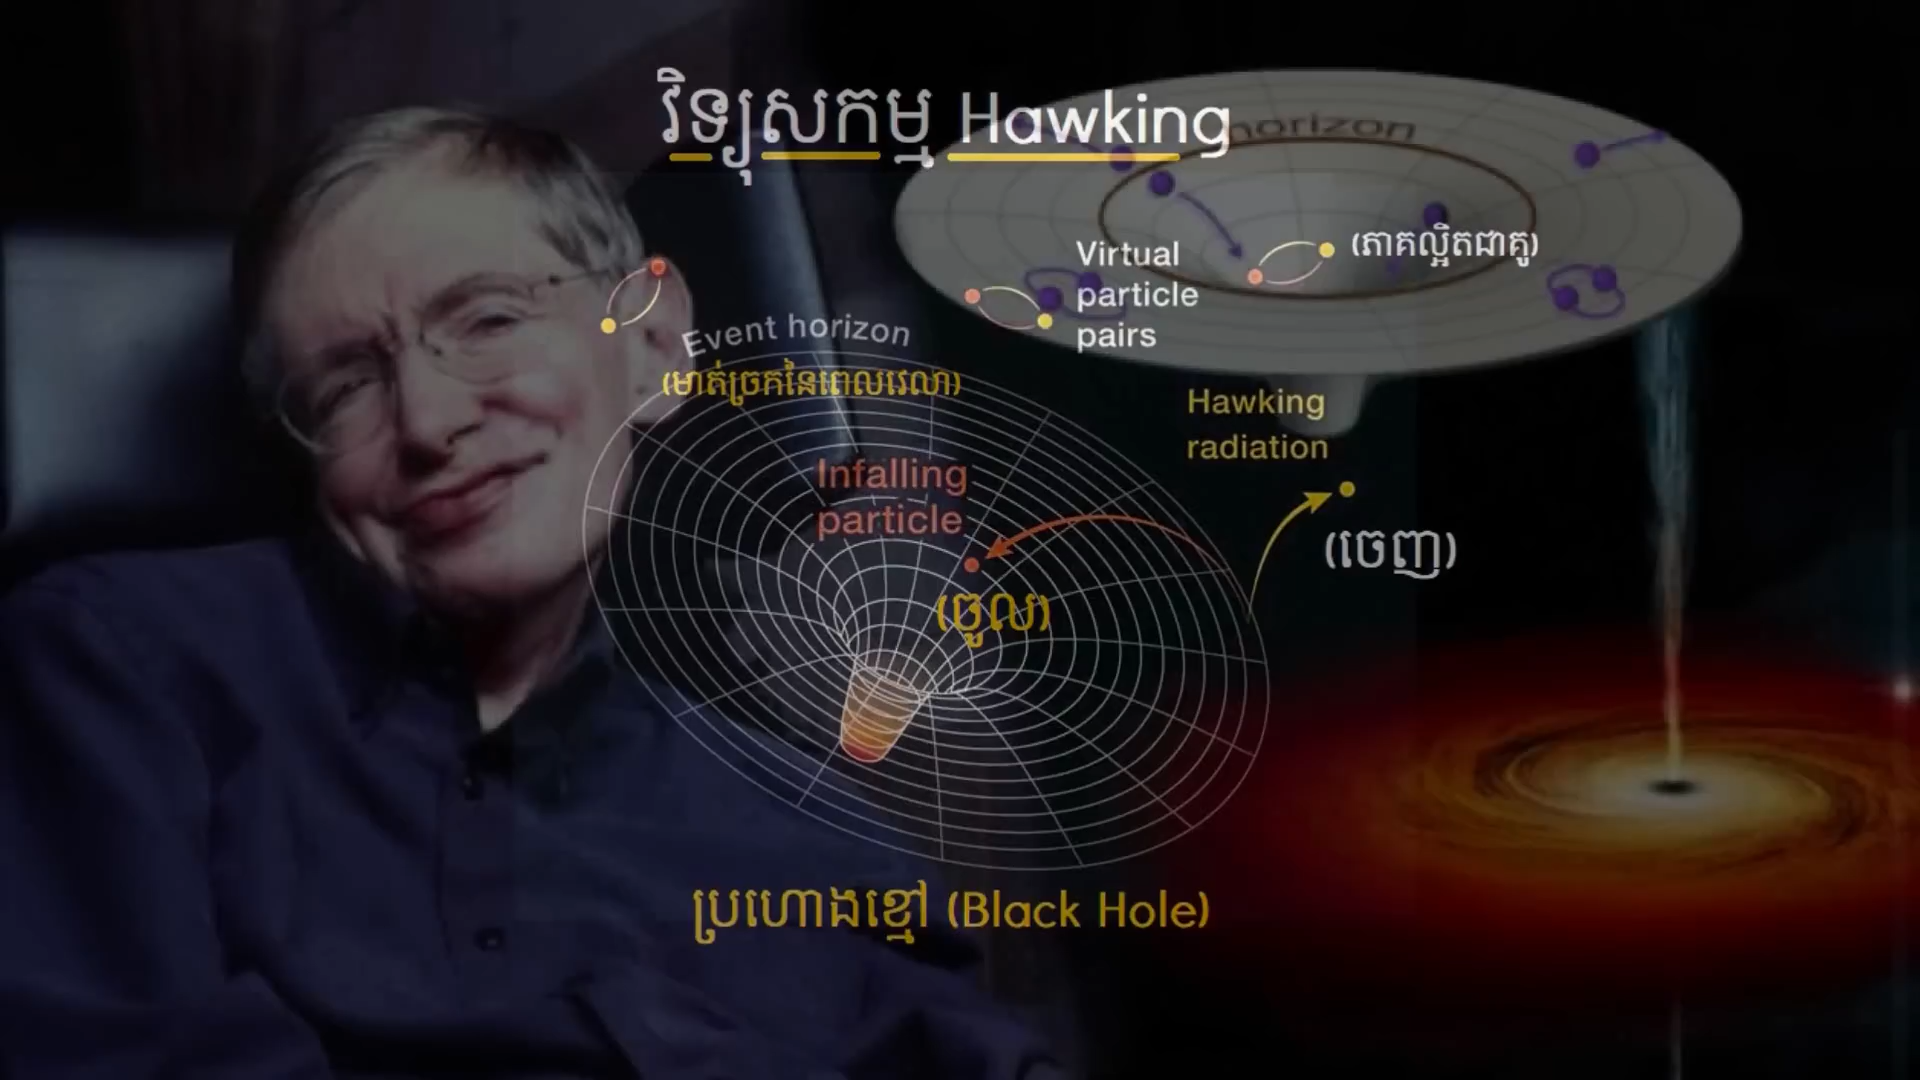 វិទ្យុសកម្ម Hawking
horizon
Virtual
particle
pairs
(ភាគល្អិតជាគូ)
Event horizon
(មាត់ច្រកនៃពេលវេលា)
Hawking
radiation
Infalling
particle
(ចេញ)
(ចូល)
ប្រហោងខ្មៅ (Black Hole)